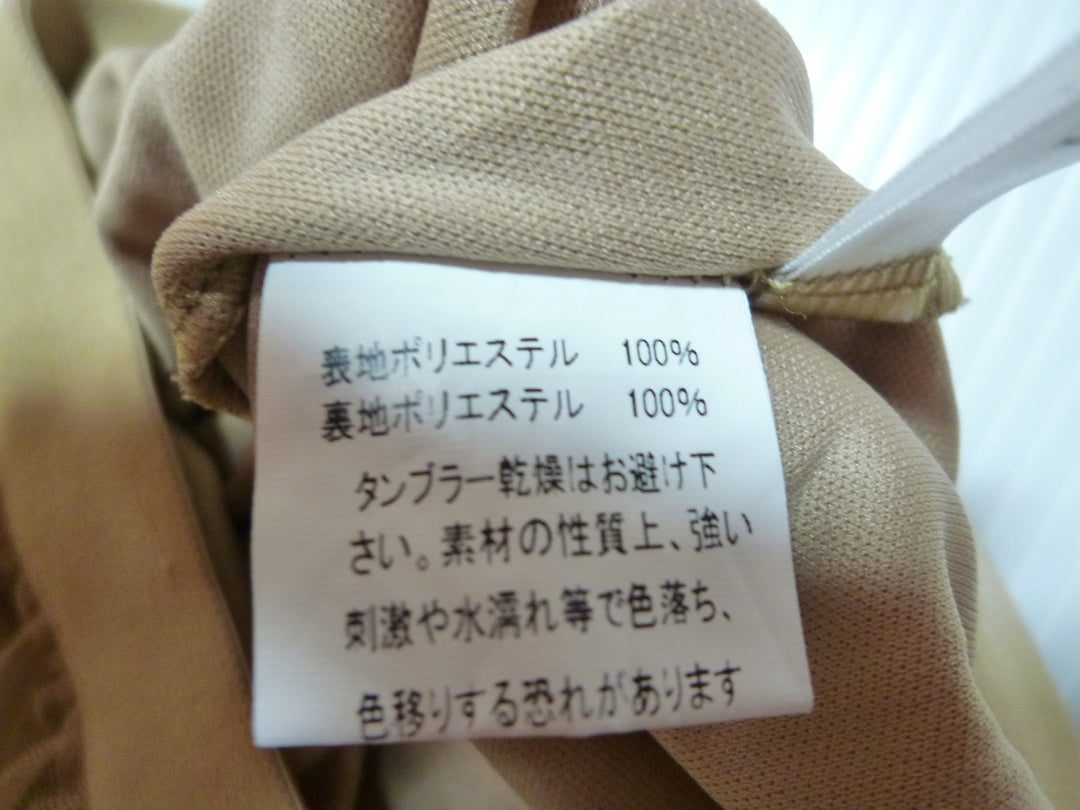 表地ポリエステル 100%
裏地ポリエステル 100%
タンブラー乾燥はお避け下
さい。素材の性質上、強い
刺激や水濡れ等で色落ち、
色移りする恐れがあります